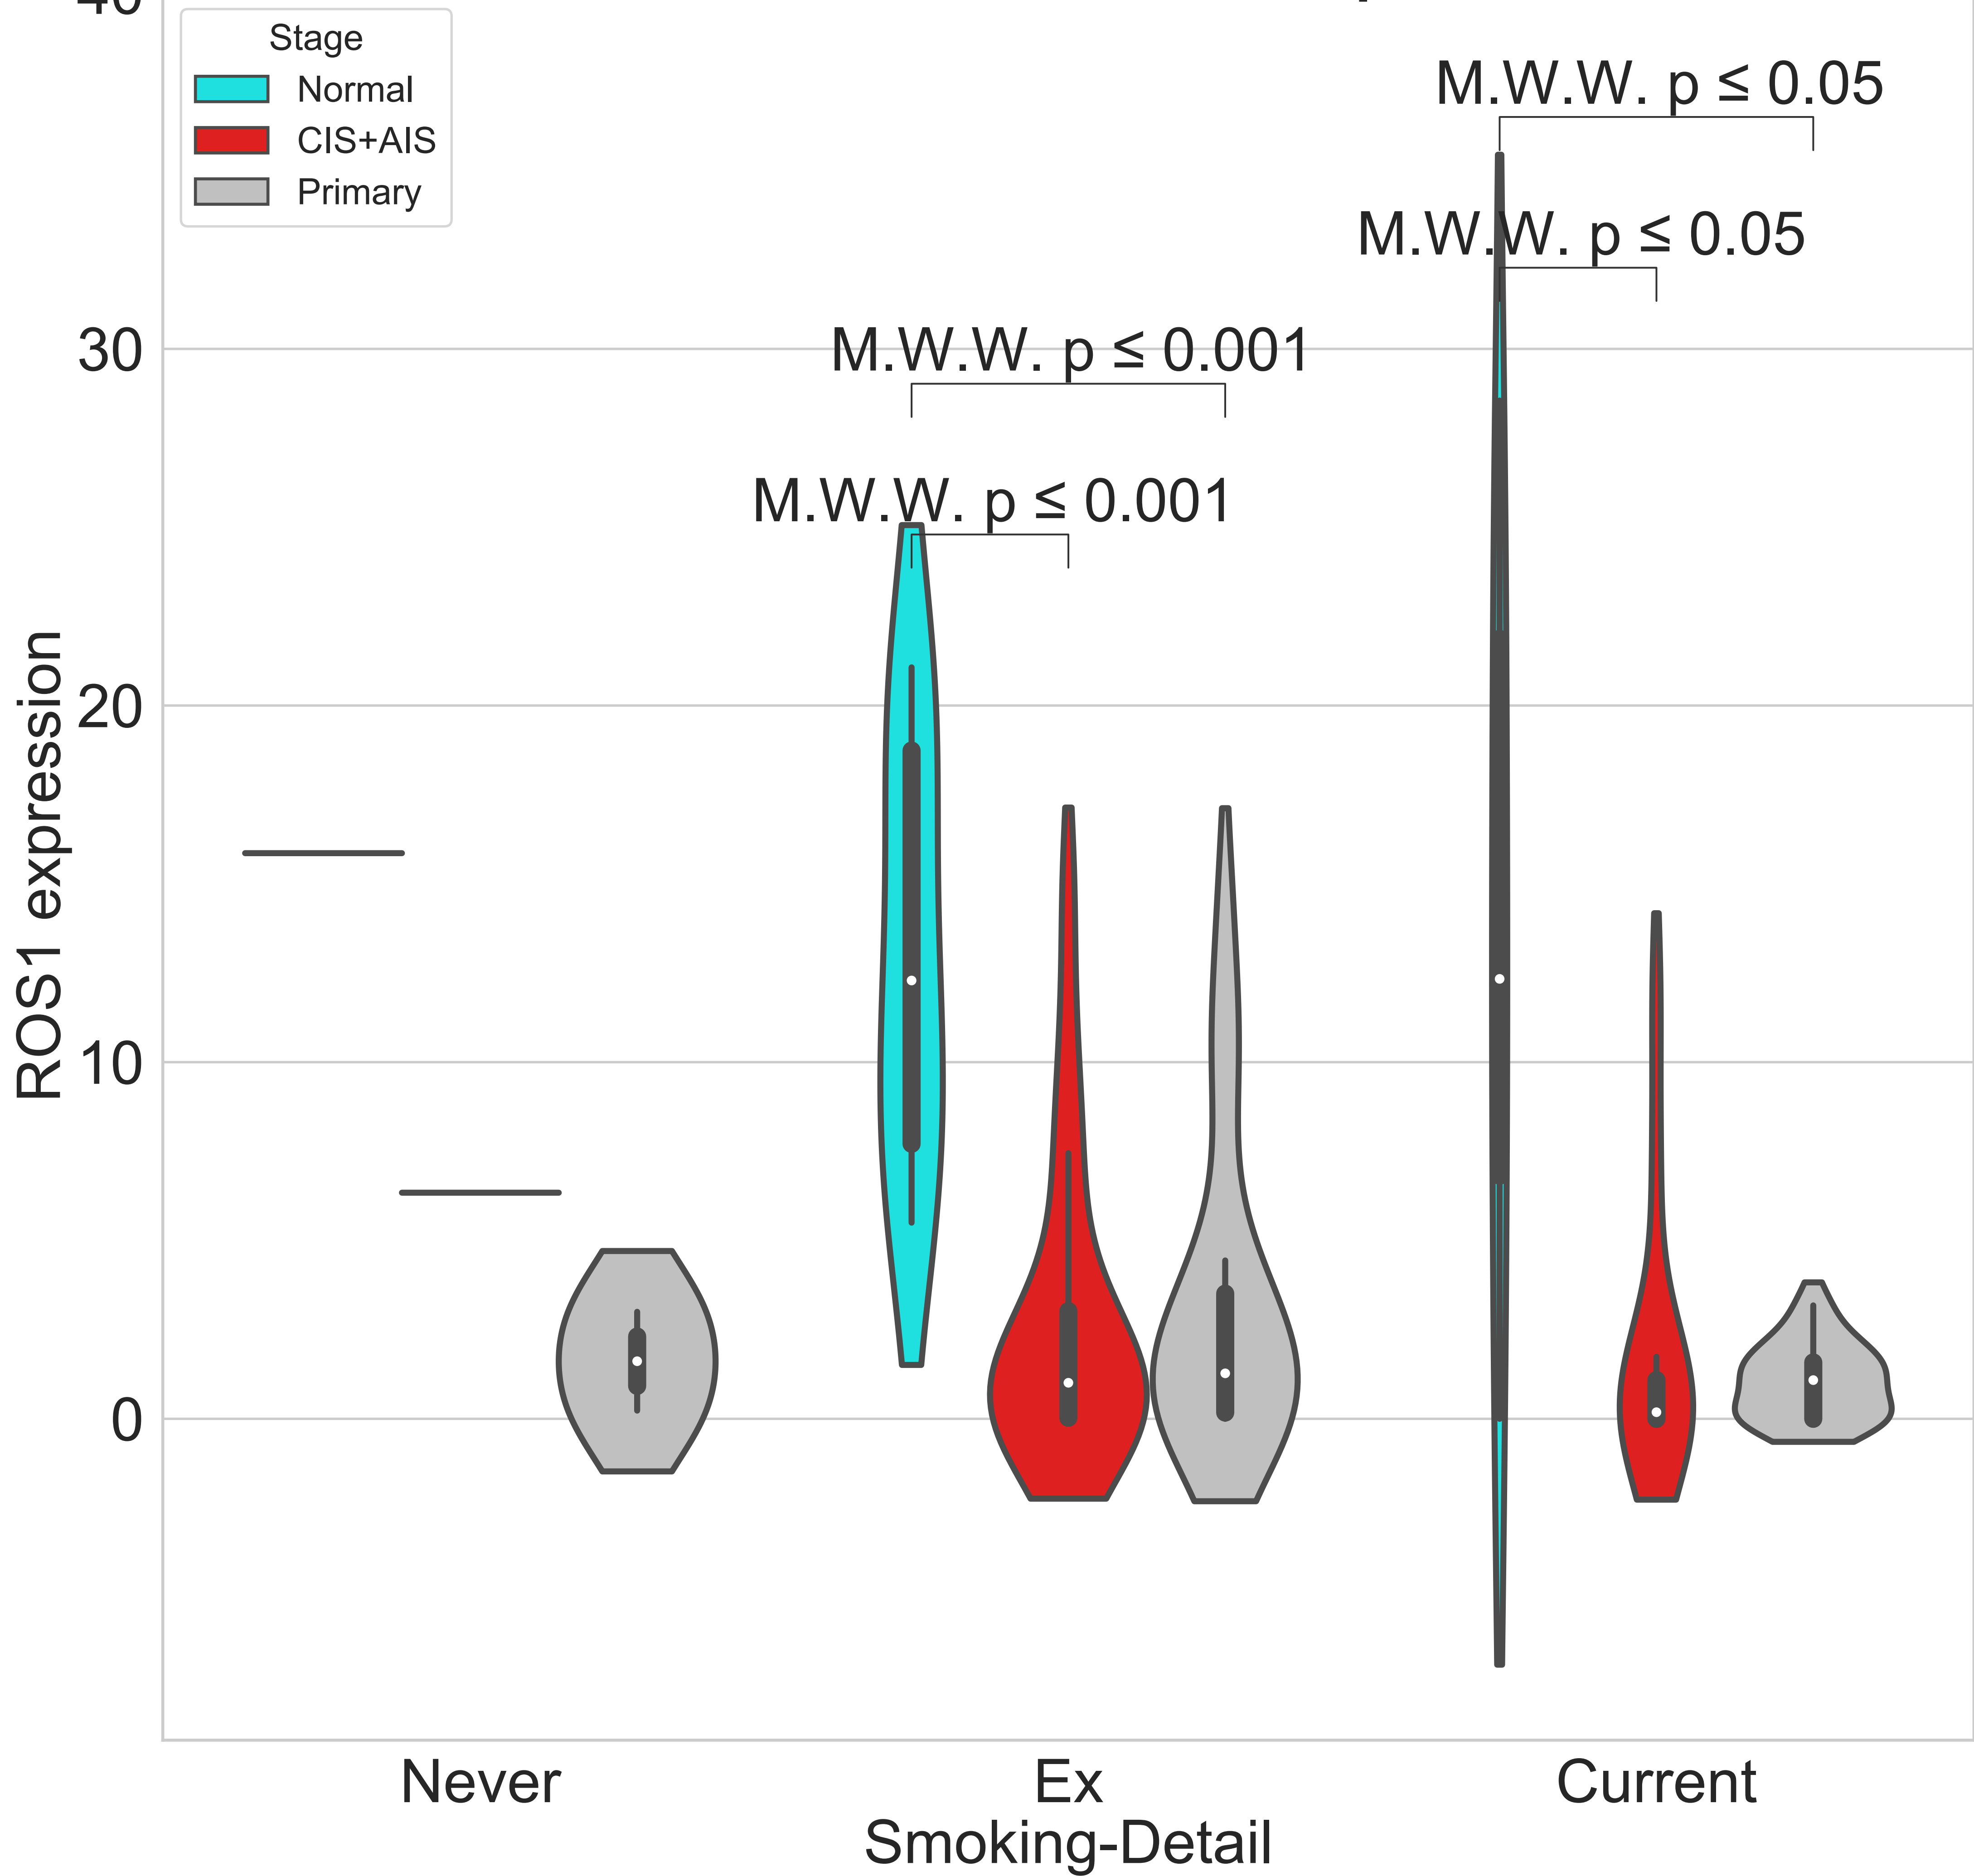 40
Stage
Normal
CIS+AIS
Primary
M.W.W. p ≤ 0.05
M.W.W. p ≤ 0.05
30
M.W.W. p ≤ 0.001
M.W.W. p ≤ 0.001
20
10
0
ROS1 expression
Never
Ex
Current
Smoking-Detail